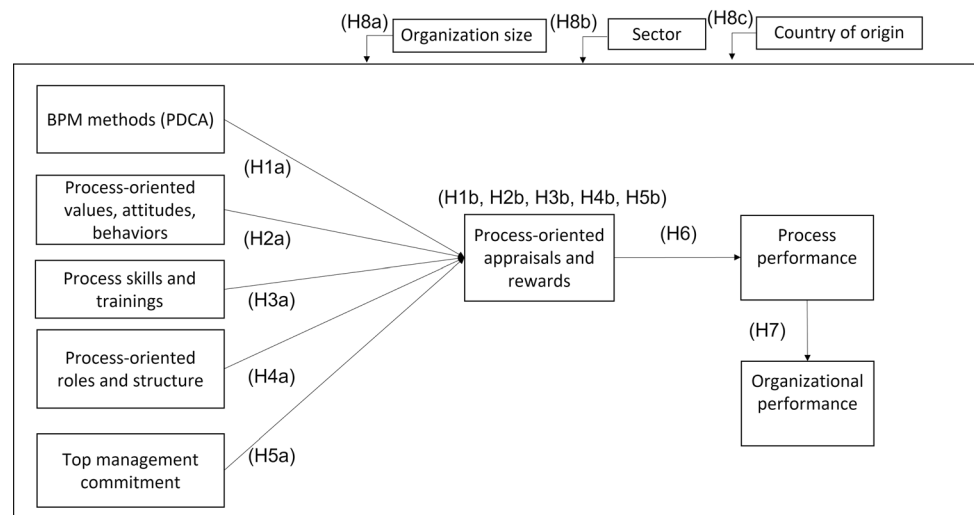 (H8a)
Organization size
(H8b)
Sector
(H8c)
Country of origin
BPM methods (PDCA)
(H1a)
Process-oriented
values, attitudes,
behaviors
(H2a)
Process skills and
trainings
(H3a)
Process-oriented
roles and structure
(H4a)
Top management
commitment
(H5a)
(H1b, H2b, H3b, H4b, H5b)
Process-oriented
appraisals and
rewards
(H6)
Process
performance
(H7)
Organizational
performance